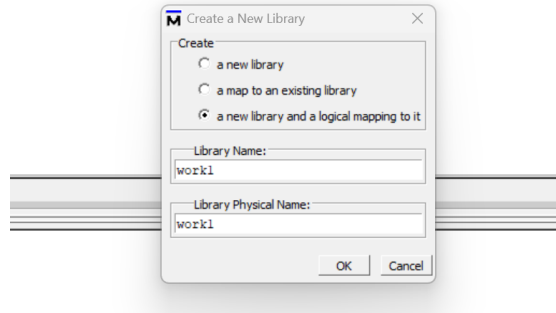 M Create a New Library
Create
a new library
a map to an existing library
a new library and a logical mapping to it
Library Name:
work1
Library Physical Name:
work1
OK Cancel